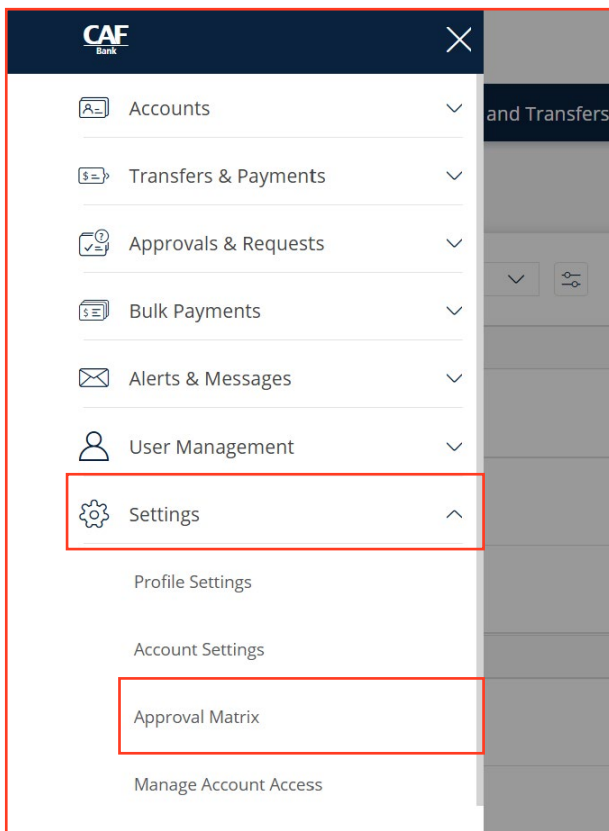 CAF
Bank
Accounts
and Transfers
Transfers & Payments
Approvals & Requests
Bulk Payments
Alerts & Messages
User Management
Settings
Profile Settings
Account Settings
Approval Matrix
Manage Account Access